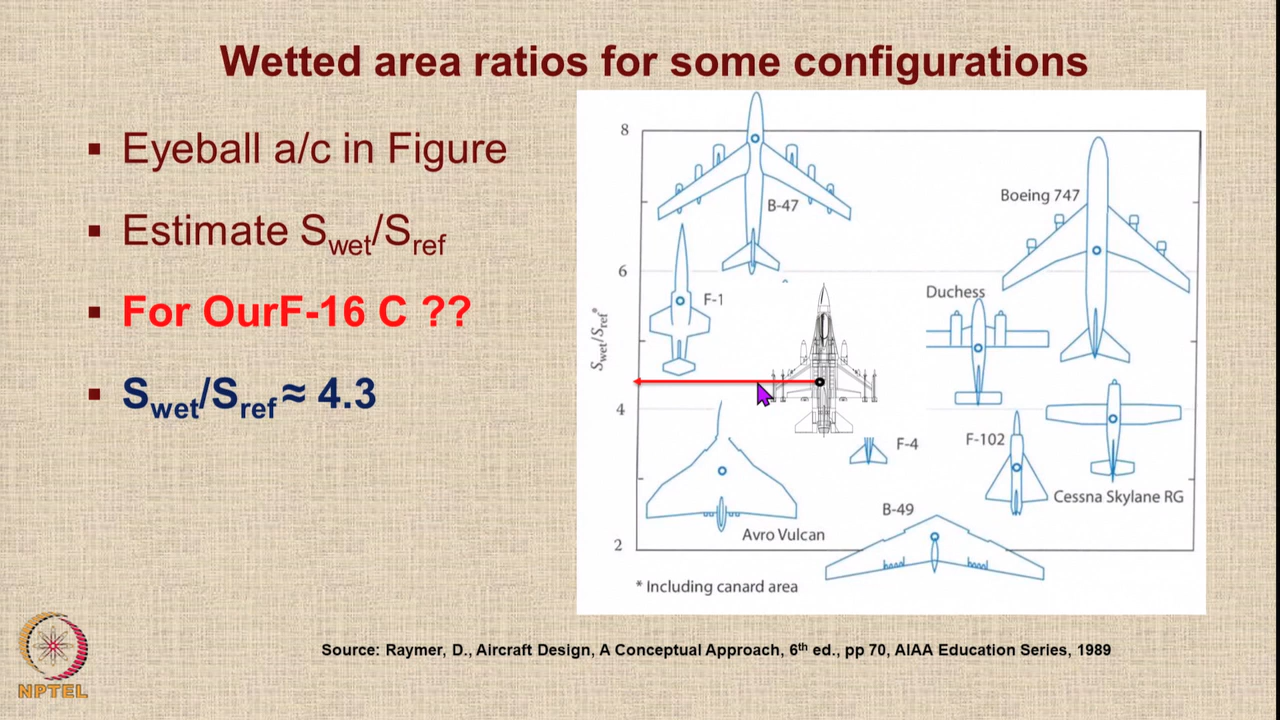 Wetted area ratios for some configurations
▪ Eyeball a/c in Figure
▪ Estimate Swet/Sref
▪ For OurF-16 C ??
▪ Swet/Sref ≈ 4.3
8
6
4
2
Swet/Sref*
B-47
Boeing 747
F-1
Duchess
F-4
F-102
Cessna Skylane RG
B-49
Avro Vulcan
* Including canard area
Source: Raymer, D., Aircraft Design, A Conceptual Approach, 6th ed., pp 70, AIAA Education Series, 1989
NPTEL